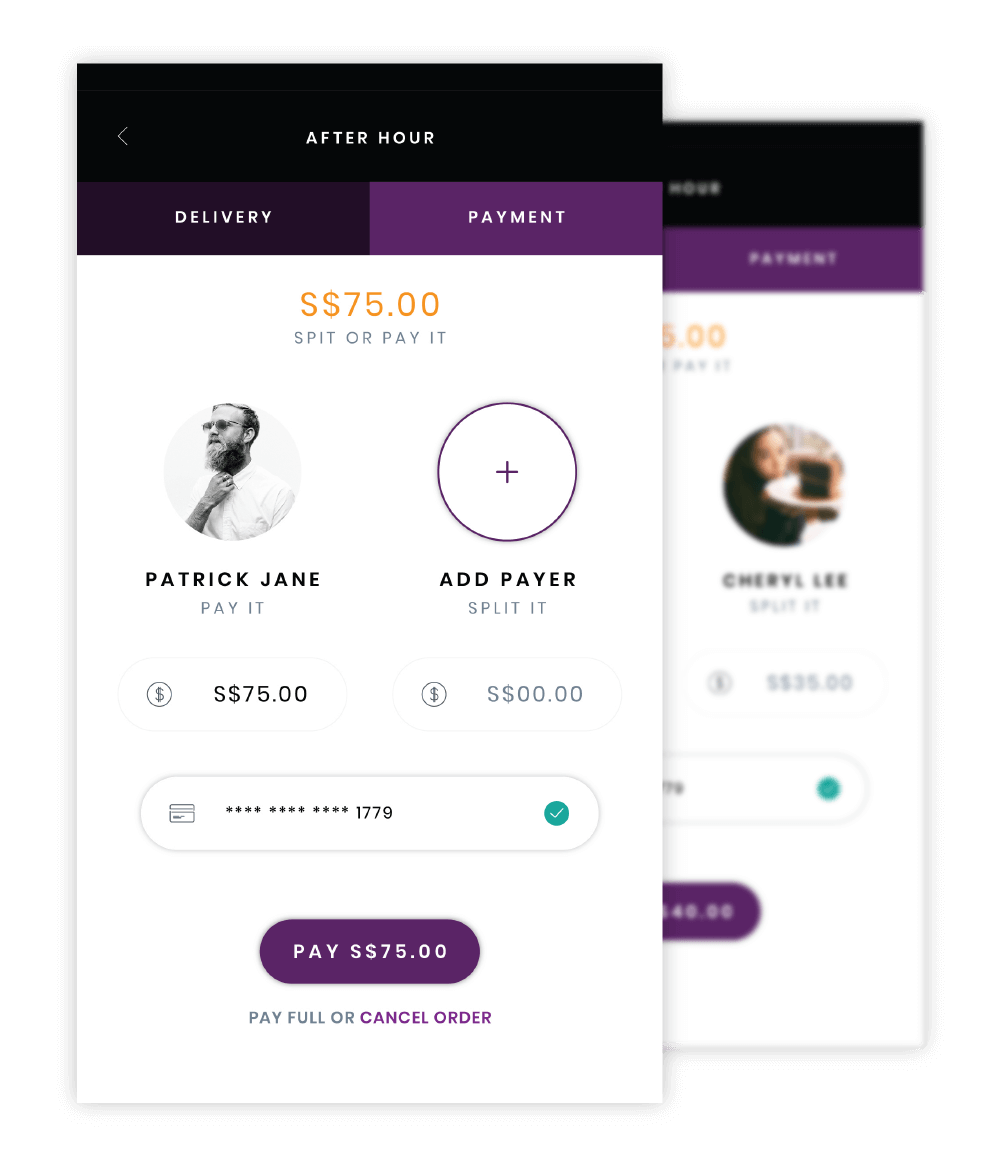 AFTER HOUR
DELIVERY PAYMENT
S$75.00
SPIT OR PAY IT
PATRICK JANE ADD PAYER
PAY IT SPLIT IT
S$75.00 S$00.00
**** **** **** 1779
PAY S$75.00
PAY FULL OR CANCEL ORDER
HOUR
PAYMENT
5.00
PAY IT
CHERYL LEE
SPLIT IT
S$35.00
779
$40.00